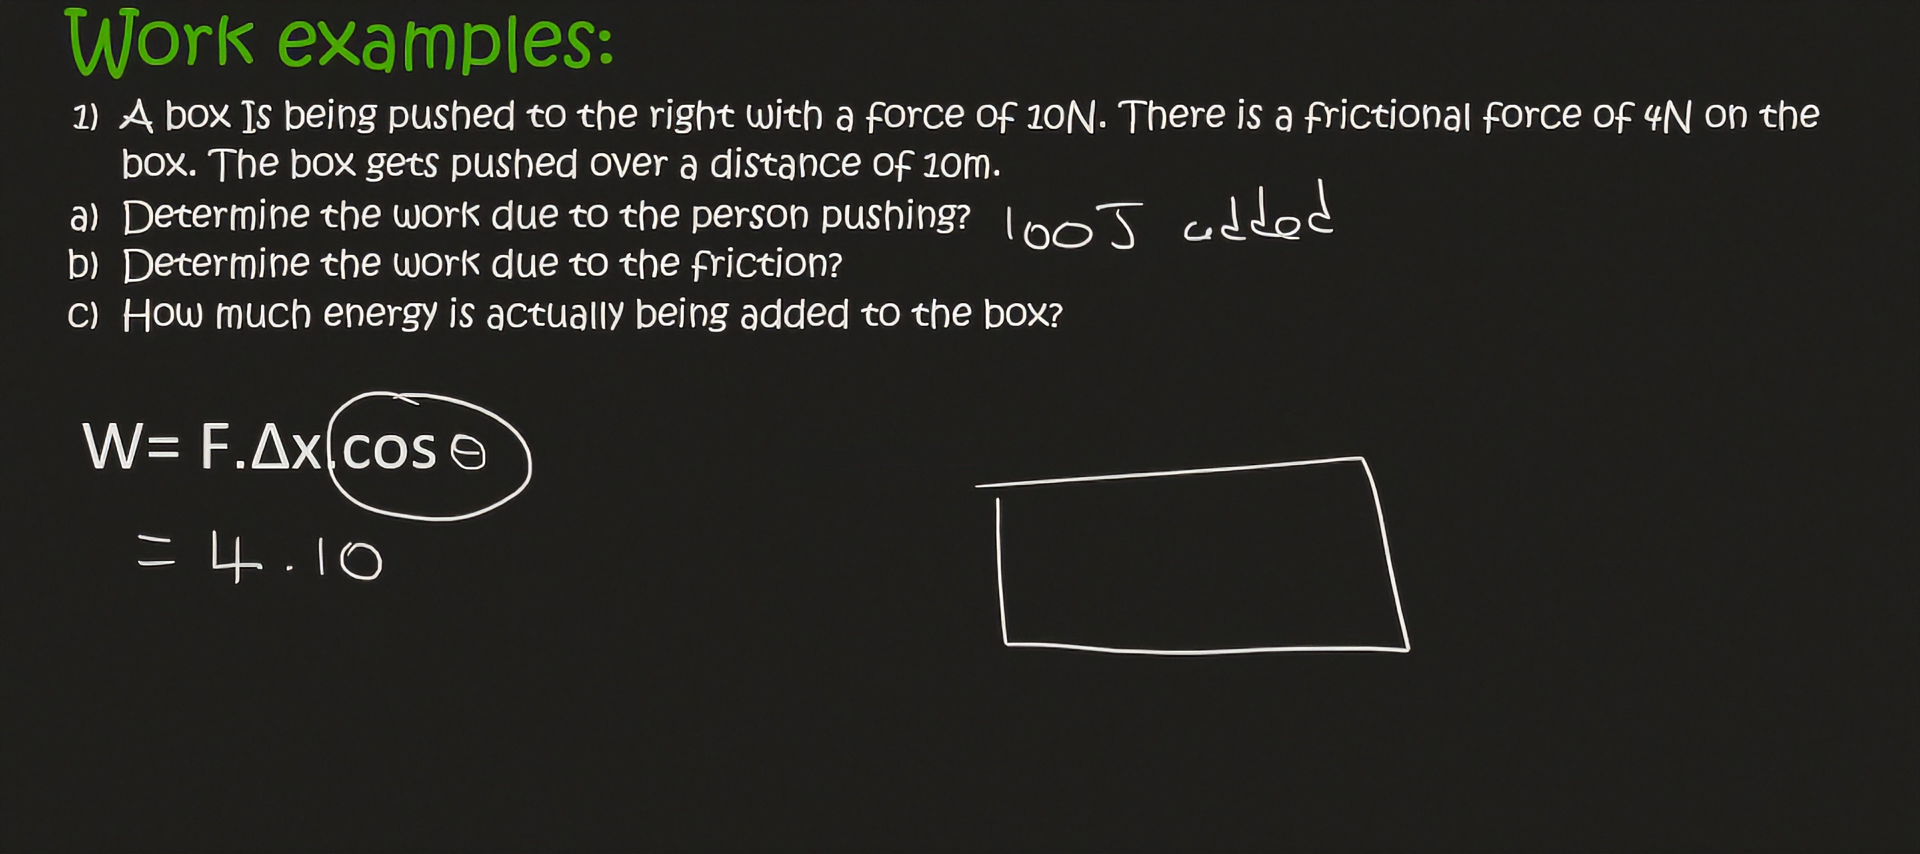 Work examples:
1) A box Is being pushed to the right with a force of 10N. There is a frictional force of 4N on the
box. The box gets pushed over a distance of 10m.
a) Determine the work due to the person pushing? 100J added
b) Determine the work due to the friction?
c) How much energy is actually being added to the box?
W= F.Δx.cos θ
= 4 . 10